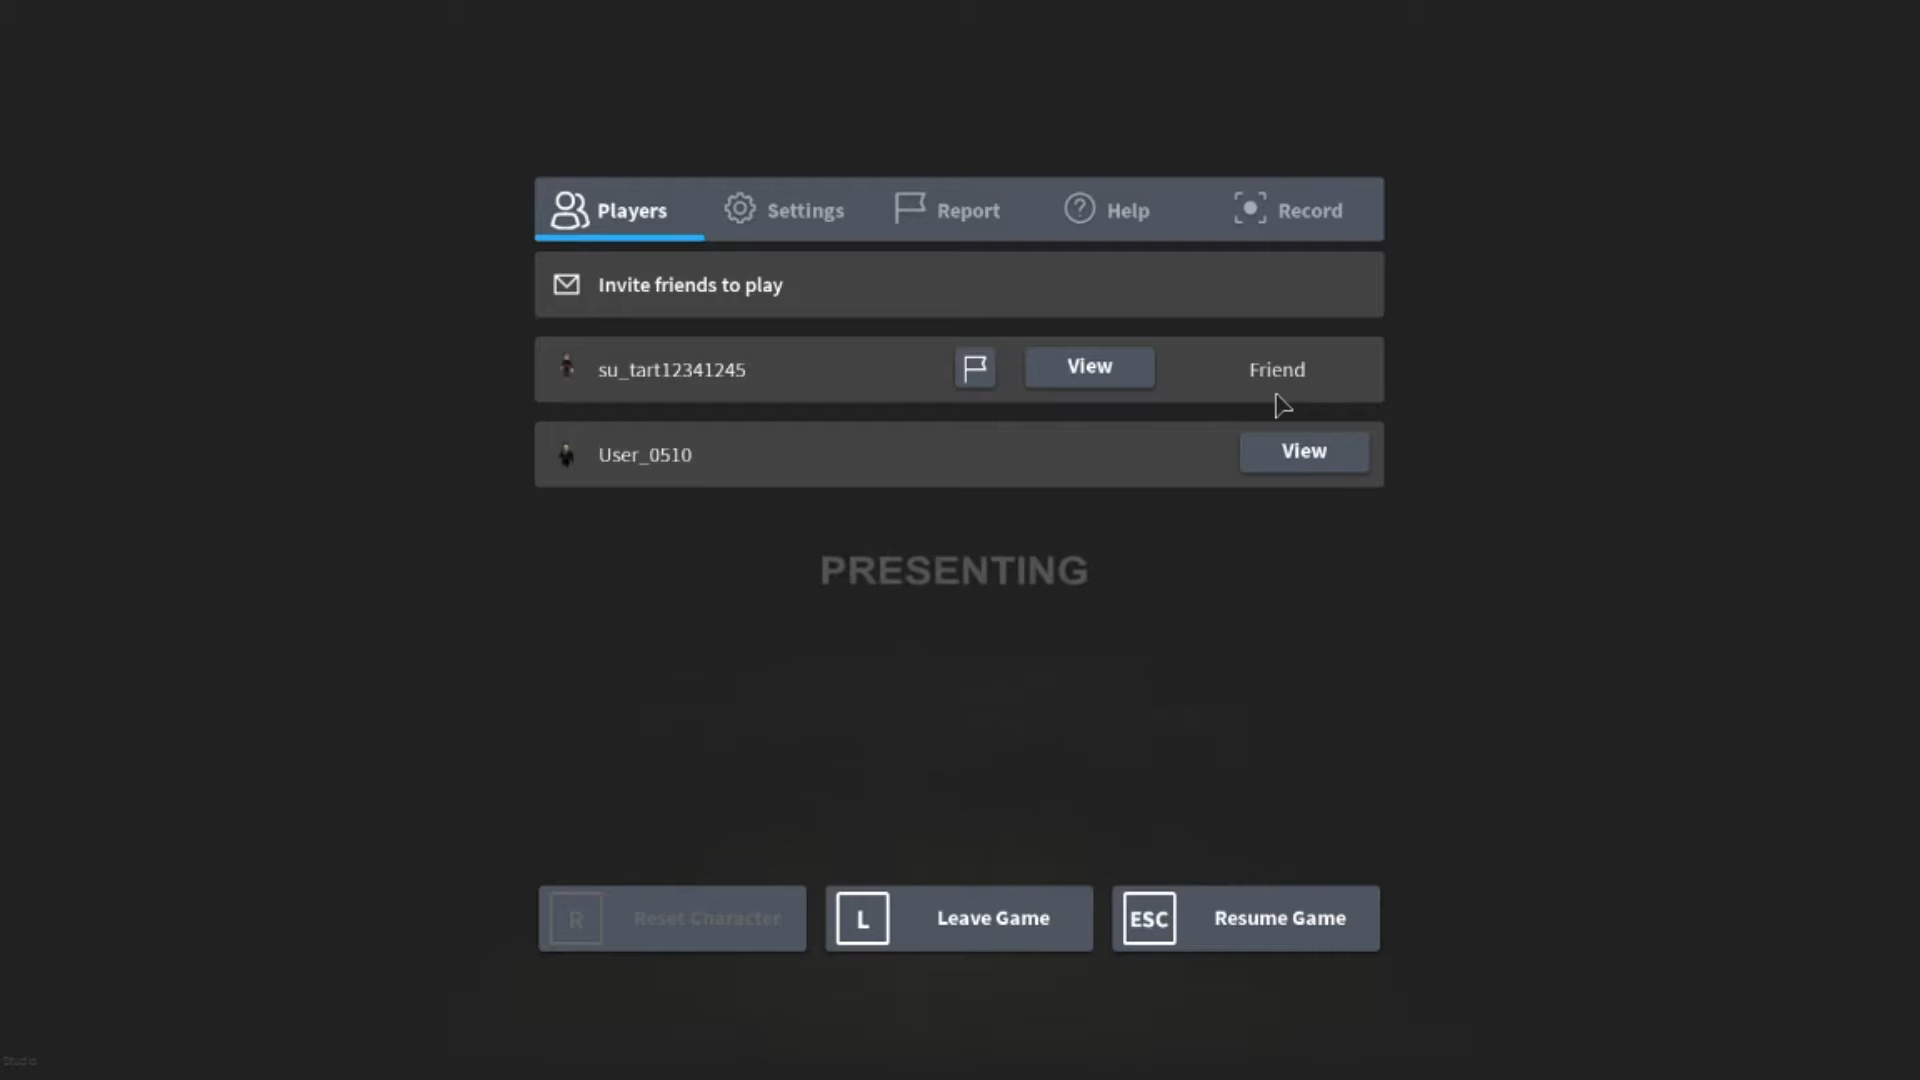 Players Settings Report Help Record
Invite friends to play
su_tart12341245 View Friend
User_0510 View
PRESENTING
R Reset Character L Leave Game ESC Resume Game
Studio